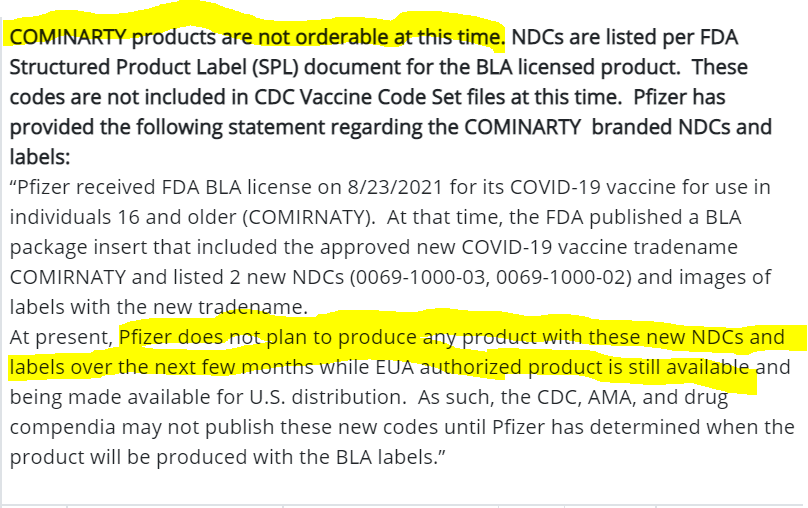 COMINARTY products are not orderable at this time. NDCs are listed per FDA
Structured Product Label (SPL) document for the BLA licensed product.  These
codes are not included in CDC Vaccine Code Set files at this time.  Pfizer has
provided the following statement regarding the COMINARTY  branded NDCs and
labels:
“Pfizer received FDA BLA license on 8/23/2021 for its COVID-19 vaccine for use in
individuals 16 and older (COMIRNATY).  At that time, the FDA published a BLA
package insert that included the approved new COVID-19 vaccine tradename
COMIRNATY and listed 2 new NDCs (0069-1000-03, 0069-1000-02) and images of
labels with the new tradename.
At present, Pfizer does not plan to produce any product with these new NDCs and
labels over the next few months while EUA authorized product is still available and
being made available for U.S. distribution.  As such, the CDC, AMA, and drug
compendia may not publish these new codes until Pfizer has determined when the
product will be produced with the BLA labels.”